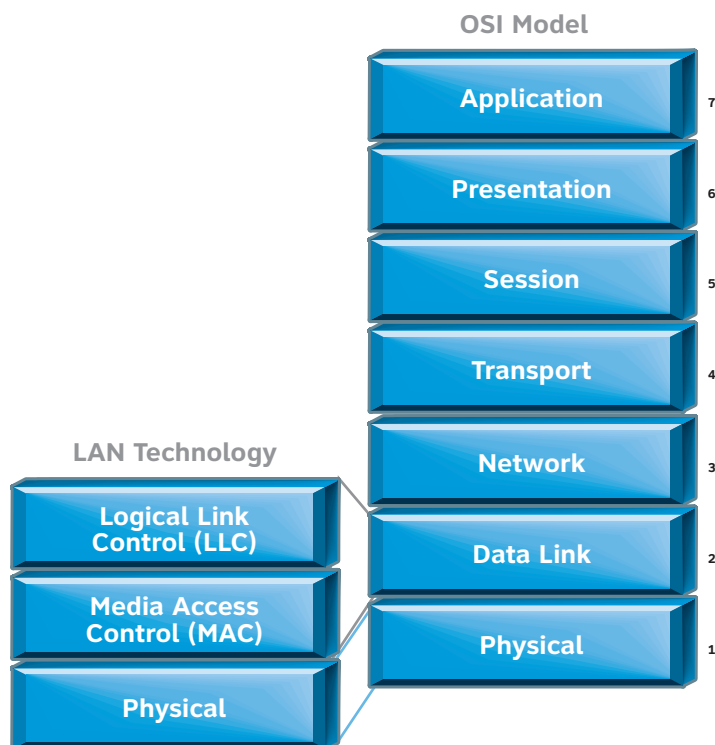 OSI Model
Application
7
Presentation
6
Session
5
Transport
4
Network
3
Data Link
2
Physical
1
LAN Technology
Logical Link
Control (LLC)
Media Access
Control (MAC)
Physical